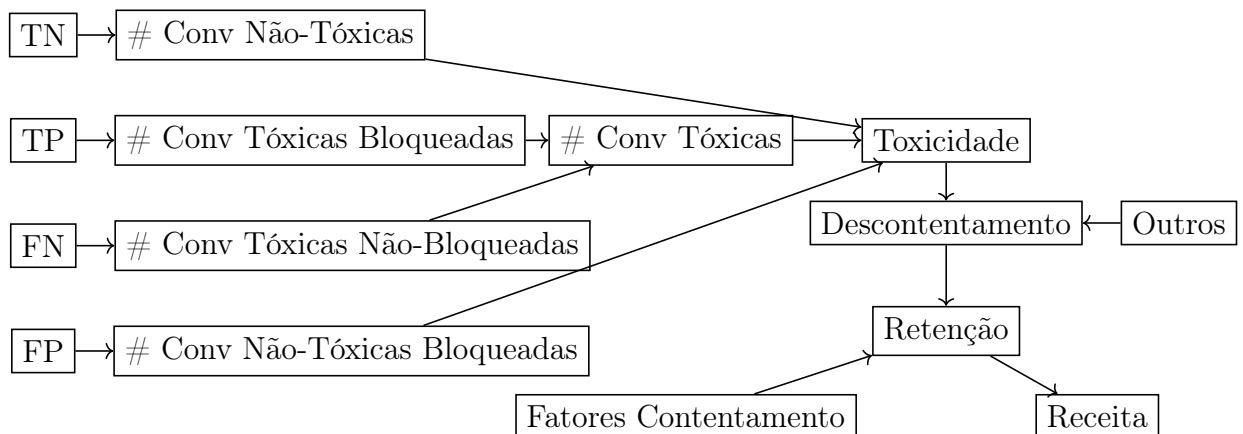 TN
# Conv Não-Tóxicas
TP
# Conv Tóxicas Bloqueadas
# Conv Tóxicas
Toxicidade
FN
# Conv Tóxicas Não-Bloqueadas
Descontentamento
Outros
FP
# Conv Não-Tóxicas Bloqueadas
Retenção
Fatores Contentamento
Receita